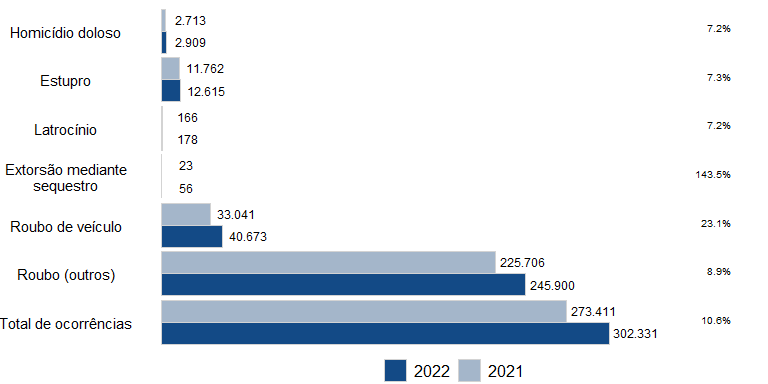 Homicídio doloso
2.713
2.909
7.2%
Estupro
11.762
12.615
7.3%
Latrocínio
166
178
7.2%
Extorsão mediante
sequestro
23
56
143.5%
Roubo de veículo
33.041
40.673
23.1%
Roubo (outros)
225.706
245.900
8.9%
Total de ocorrências
273.411
302.331
10.6%
2022 2021